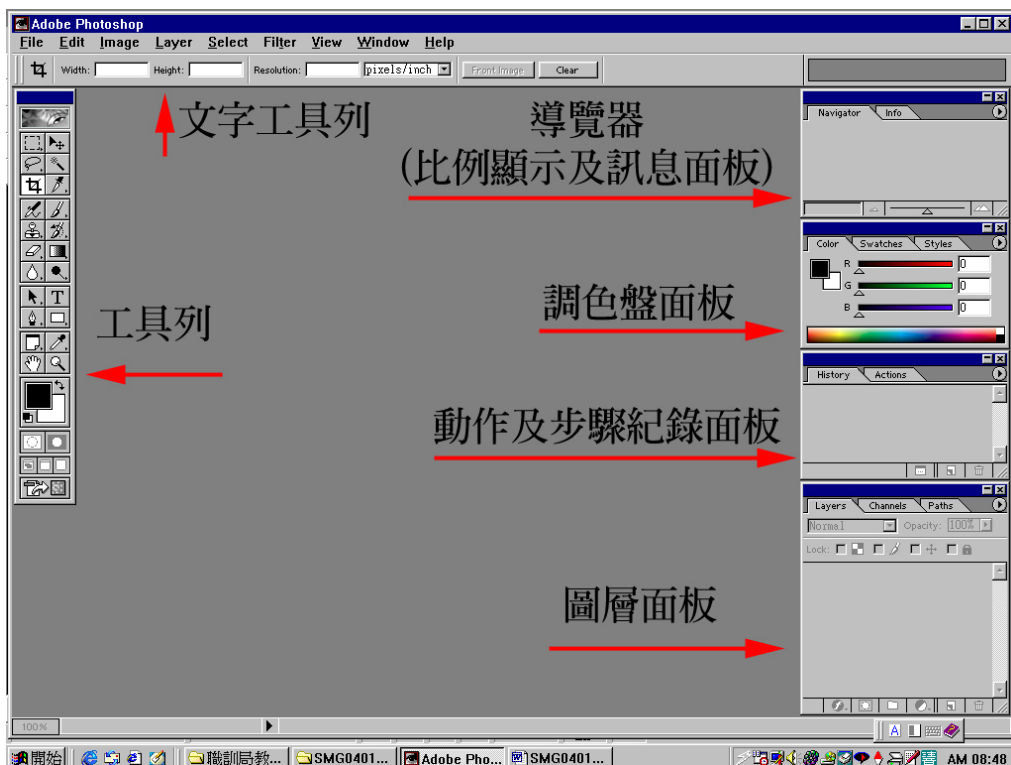 Adobe Photoshop
File Edit Image Layer Select Filter View Window Help
Width: Height: Resolution: pixels/inch Front Image Clear
文字工具列
導覽器
(比例顯示及訊息面板)
Navigator Info
Color Swatches Styles
R 0
G 0
B 0
調色盤面板
工具列
T
History Actions
動作及步驟紀錄面板
Layers Channels Paths
Normal Opacity: 100%
Lock:
圖層面板
100%
A
開始 職訓局教... SMG0401... Adobe Pho... SMG0401... AM 08:48